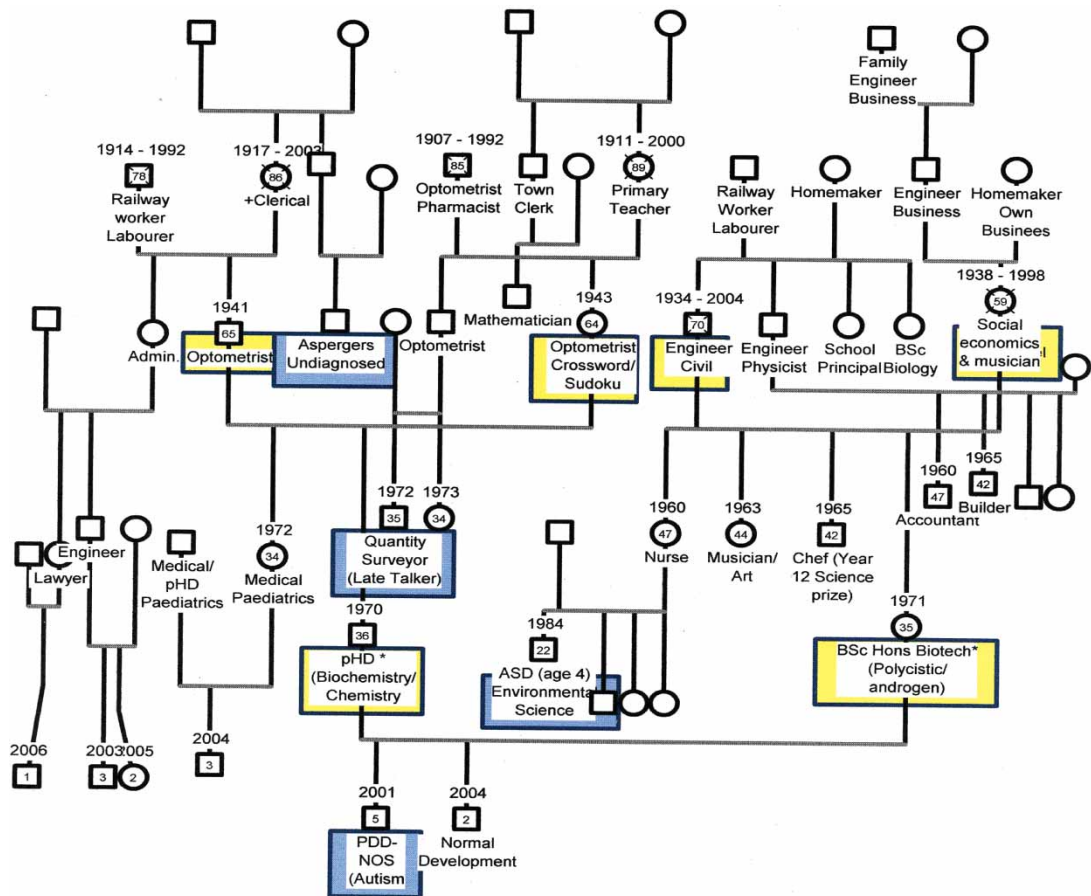 Family
Engineer
Business
1914 - 1992
78
Railway
worker
Labourer
1917 - 2003
86
+Clerical
1907 - 1992
85
Optometrist
Pharmacist
Town
Clerk
1911 - 2000
89
Primary
Teacher
Railway
Worker
Labourer
Homemaker
Engineer
Business
Homemaker
Own
Businees
Admin.
1941
65
Optometrist
Aspergers
Undiagnosed
Optometrist
Mathematician
1943
64
Optometrist
Crossword/
Sudoku
1934 - 2004
70
Engineer
Civil
Engineer
Physicist
School
Principal
BSc
Biology
1938 - 1998
59
Social
economics
& musician
Lawyer
Engineer
Medical/
pHD
Paediatrics
1972
34
Medical
Paediatrics
1972
35
1973
34
Quantity
Surveyor
(Late Talker)
1960
47
Nurse
1963
44
Musician/
Art
1965
42
Chef (Year
12 Science
prize)
1960
47
Accountant
1965
42
Builder
1970
36
pHD *
(Biochemistry/
Chemistry
1984
22
ASD (age 4)
Environmenta
Science
1971
35
BSc Hons Biotech*
(Polycistic/
androgen)
2006
1
2003
3
2005
2
2004
3
2001
5
PDD-
NOS
(Autism
2004
2
Normal
Development